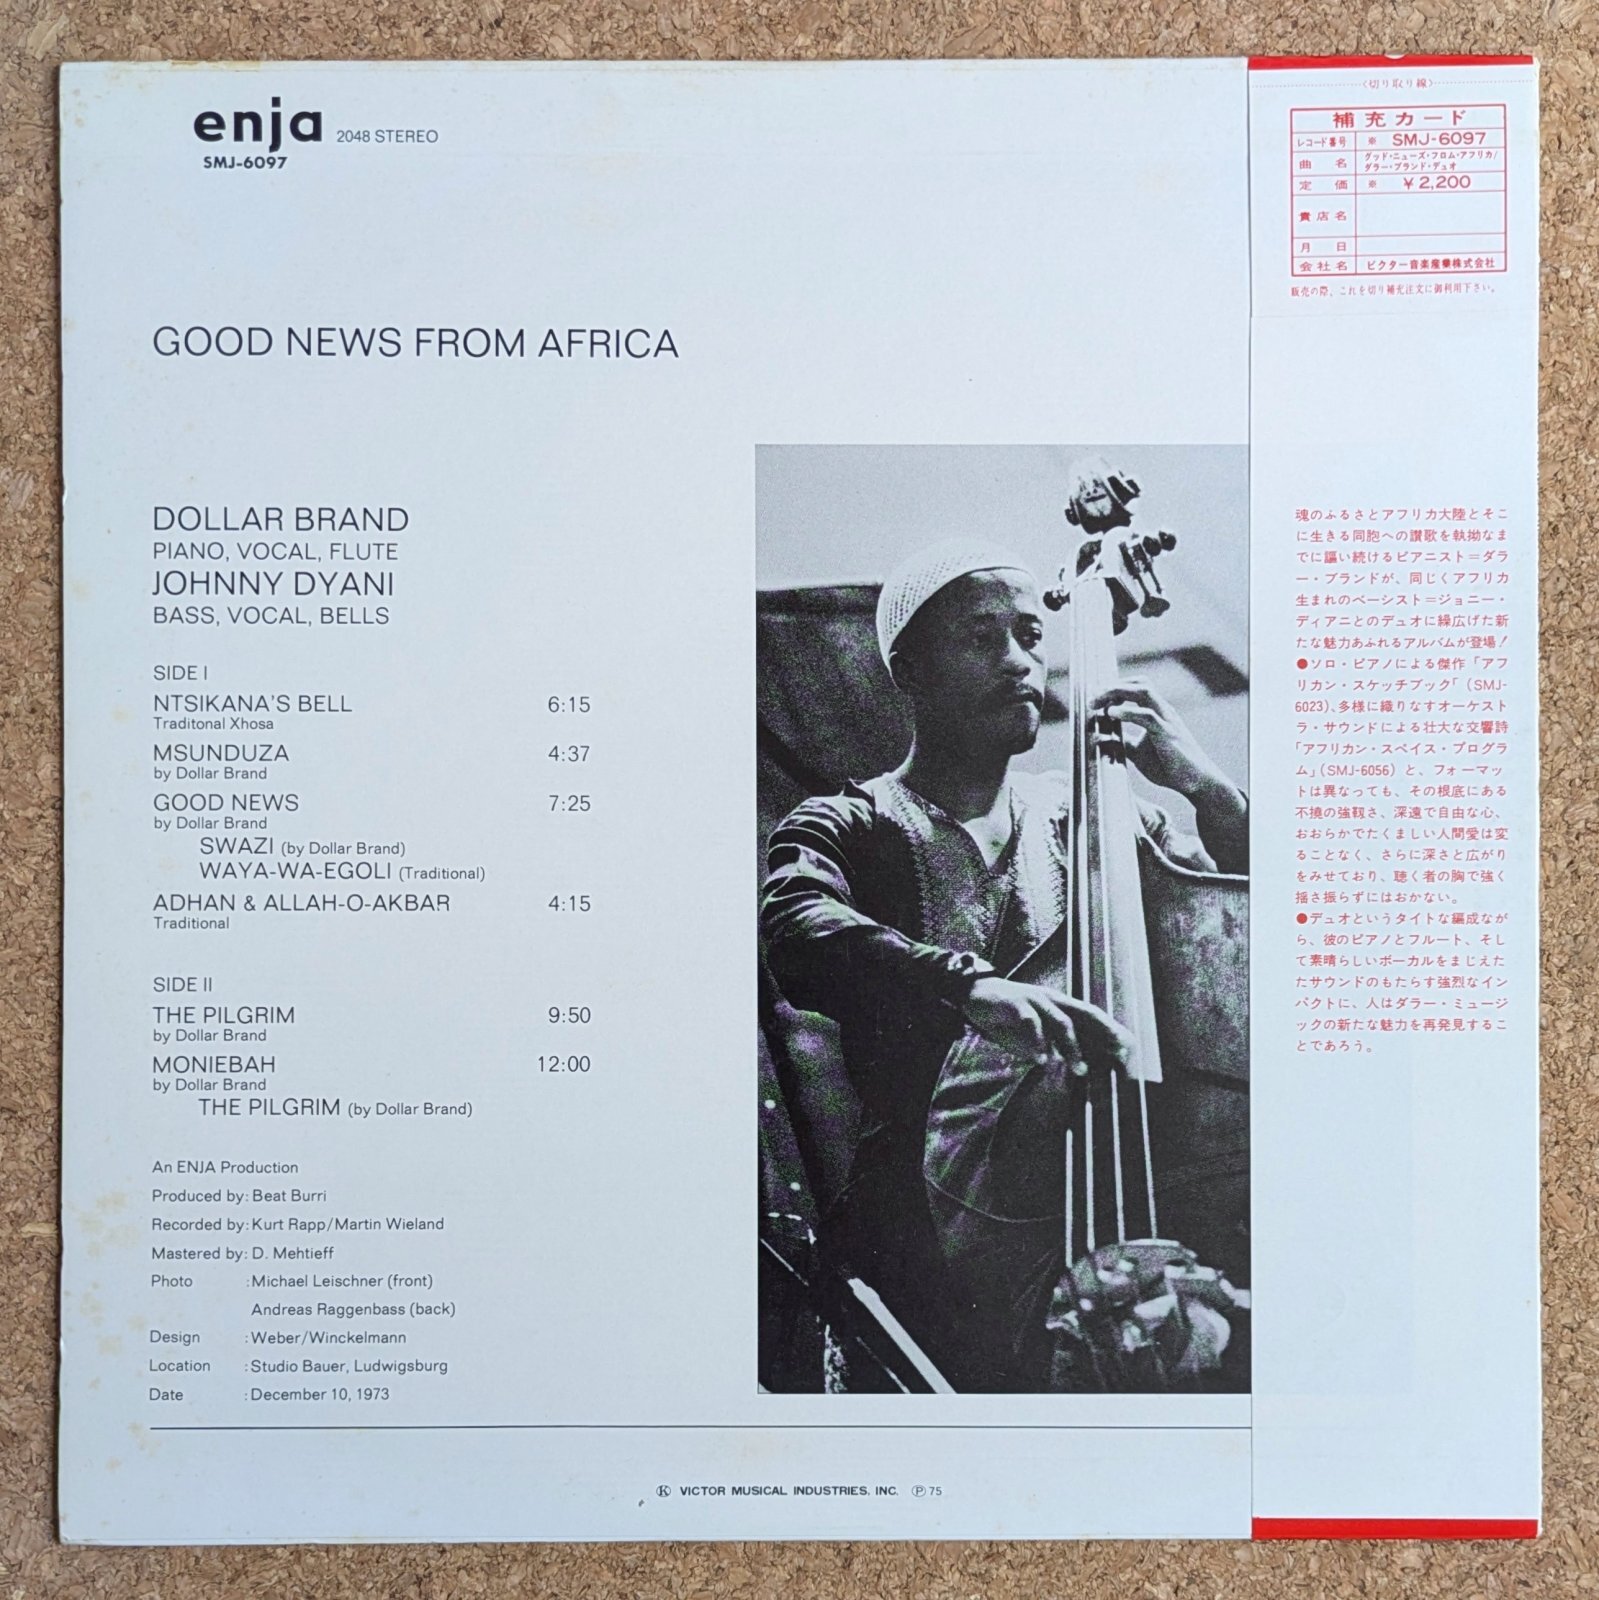 enja 2048 STEREO
SMJ-6097
GOOD NEWS FROM AFRICA
DOLLAR BRAND
PIANO, VOCAL, FLUTE
JOHNNY DYANI
BASS, VOCAL, BELLS
SIDE I
NTSIKANA'S BELL 6:15
Traditonal Xhosa
MSUNDUZA 4:37
by Dollar Brand
GOOD NEWS 7:25
by Dollar Brand
SWAZI (by Dollar Brand)
WAYA-WA-EGOLI (Traditional)
ADHAN & ALLAH-O-AKBAR 4:15
Traditional
SIDE II
THE PILGRIM 9:50
by Dollar Brand
MONIEBAH 12:00
by Dollar Brand
THE PILGRIM (by Dollar Brand)
An ENJA Production
Produced by: Beat Burri
Recorded by: Kurt Rapp/Martin Wieland
Mastered by: D. Mehtieff
Photo :Michael Leischner (front)
Andreas Raggenbass (back)
Design :Weber/Winckelmann
Location :Studio Bauer, Ludwigsburg
Date :December 10, 1973
Ⓚ VICTOR MUSICAL INDUSTRIES, INC. Ⓟ 75
〈切り取り線〉
補充カード
レコード番号 ※ SMJ-6097
曲名 グッド・ニューズ・フロム・アフリカ/
ダラー・ブランド・デュオ
定価 ※ ¥2,200
貴店名
月日
会社名 ビクター音楽産業株式会社
販売の際、これを切り補充注文に御利用下さい。
魂のふるさとアフリカ大陸とそこ
に生きる同胞への讃歌を執拗なま
でに謳い続けるピアニスト=ダラ
ー・ブランドが、同じくアフリカ
生まれのベーシスト=ジョニー・
ディアニとのデュオに繰広げた新
たな魅力あふれるアルバムが登場!
●ソロ・ピアノによる傑作「アフ
リカン・スケッチブック「(SMJ-
6023)、多様に織りなすオーケスト
ラ・サウンドによる壮大な交響詩
「アフリカン・スペイス・プログラ
ム」(SMJ-6056) と、フォーマッ
トは異なっても、その根底にある
不撓の強靱さ、深遠で自由な心、
おおらかでたくましい人間愛は変
ることなく、さらに深さと広がり
をみせており、聴く者の胸で強く
揺さ振らずにはおかない。
●デュオというタイトな編成なが
ら、彼のピアノとフルート、そし
て素晴らしいボーカルをまじえた
たサウンドのもたらす強烈なイン
パクトに、人はダラー・ミュージ
ックの新たな魅力を再発見するこ
とであろう。